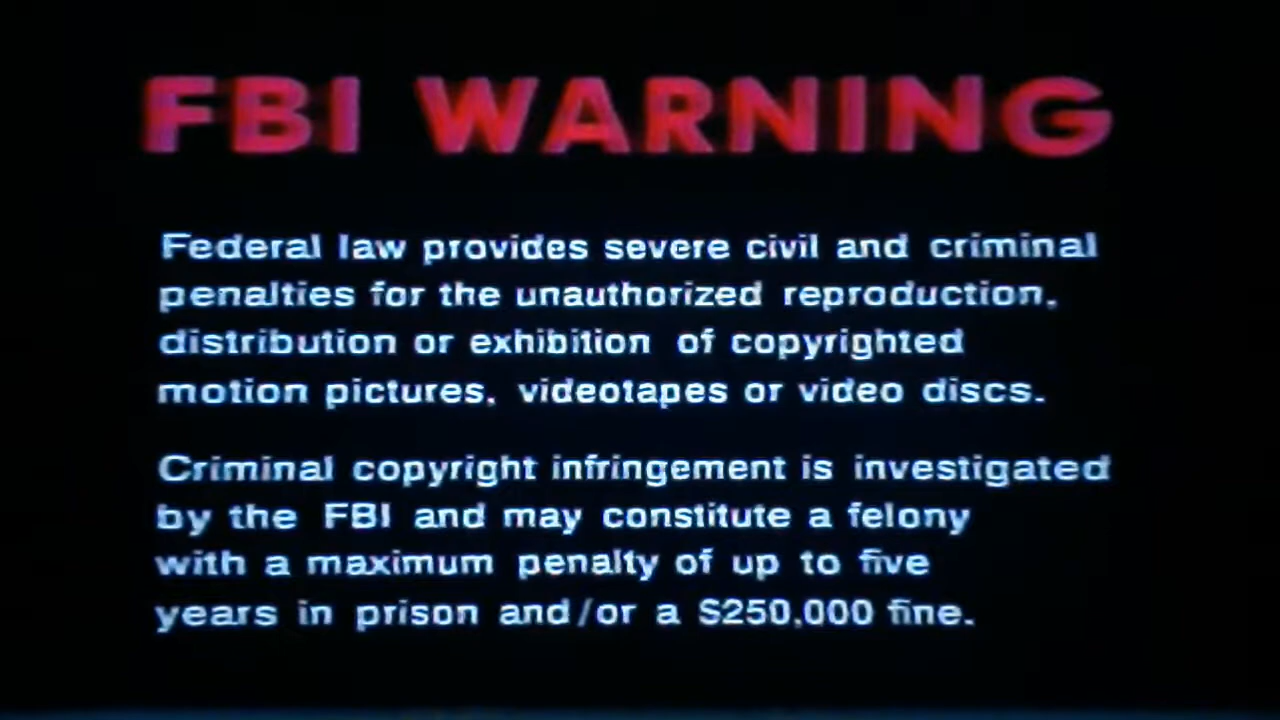 FBI WARNING
Federal law provides severe civil and criminal
penalties for the unauthorized reproduction,
distribution or exhibition of copyrighted
motion pictures, videotapes or video discs.
Criminal copyright infringement is investigated
by the FBI and may constitute a felony
with a maximum penalty of up to five
years in prison and/or a $250,000 fine.